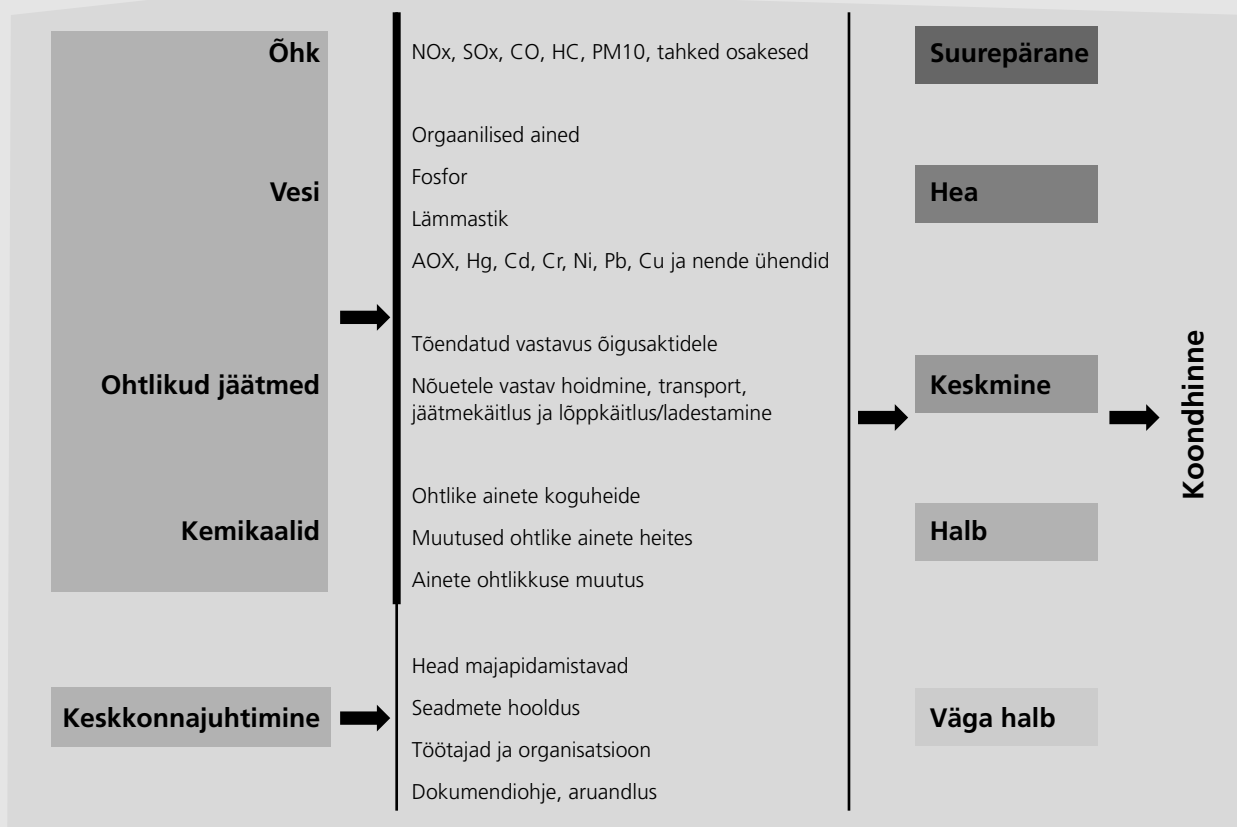 Õhk
NOx, SOx, CO, HC, PM10, tahked osakesed
Suurepärane
Vesi
Orgaanilised ained
Fosfor
Lämmastik
AOX, Hg, Cd, Cr, Ni, Pb, Cu ja nende ühendid
Hea
Ohtlikud jäätmed
Tõendatud vastavus õigusaktidele
Nõuetele vastav hoidmine, transport,
jäätmekäitlus ja lõppkäitlus/ladestamine
Keskmine
Kemikaalid
Ohtlike ainete koguheide
Muutused ohtlike ainete heites
Ainete ohtlikkuse muutus
Halb
Keskkonnajuhtimine
Head majapidamistavad
Seadmete hooldus
Töötajad ja organisatsioon
Dokumendiohje, aruandlus
Väga halb
Koondhinne